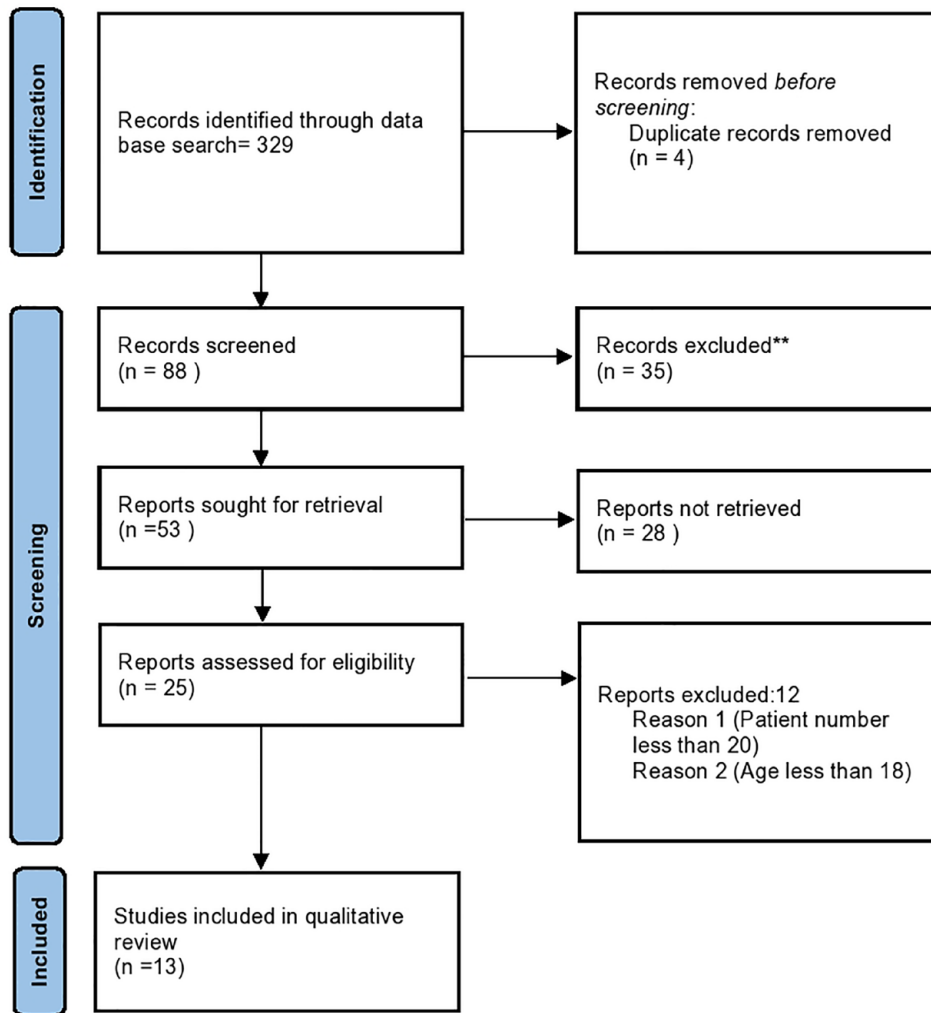 Identification
Records identified through data
base search= 329
Records removed before
screening:
Duplicate records removed
(n = 4)
Screening
Records screened
(n = 88 )
Records excluded**
(n = 35)
Reports sought for retrieval
(n =53 )
Reports not retrieved
(n = 28 )
Reports assessed for eligibility
(n = 25)
Reports excluded:12
Reason 1 (Patient number
less than 20)
Reason 2 (Age less than 18)
Included
Studies included in qualitative
review
(n =13)